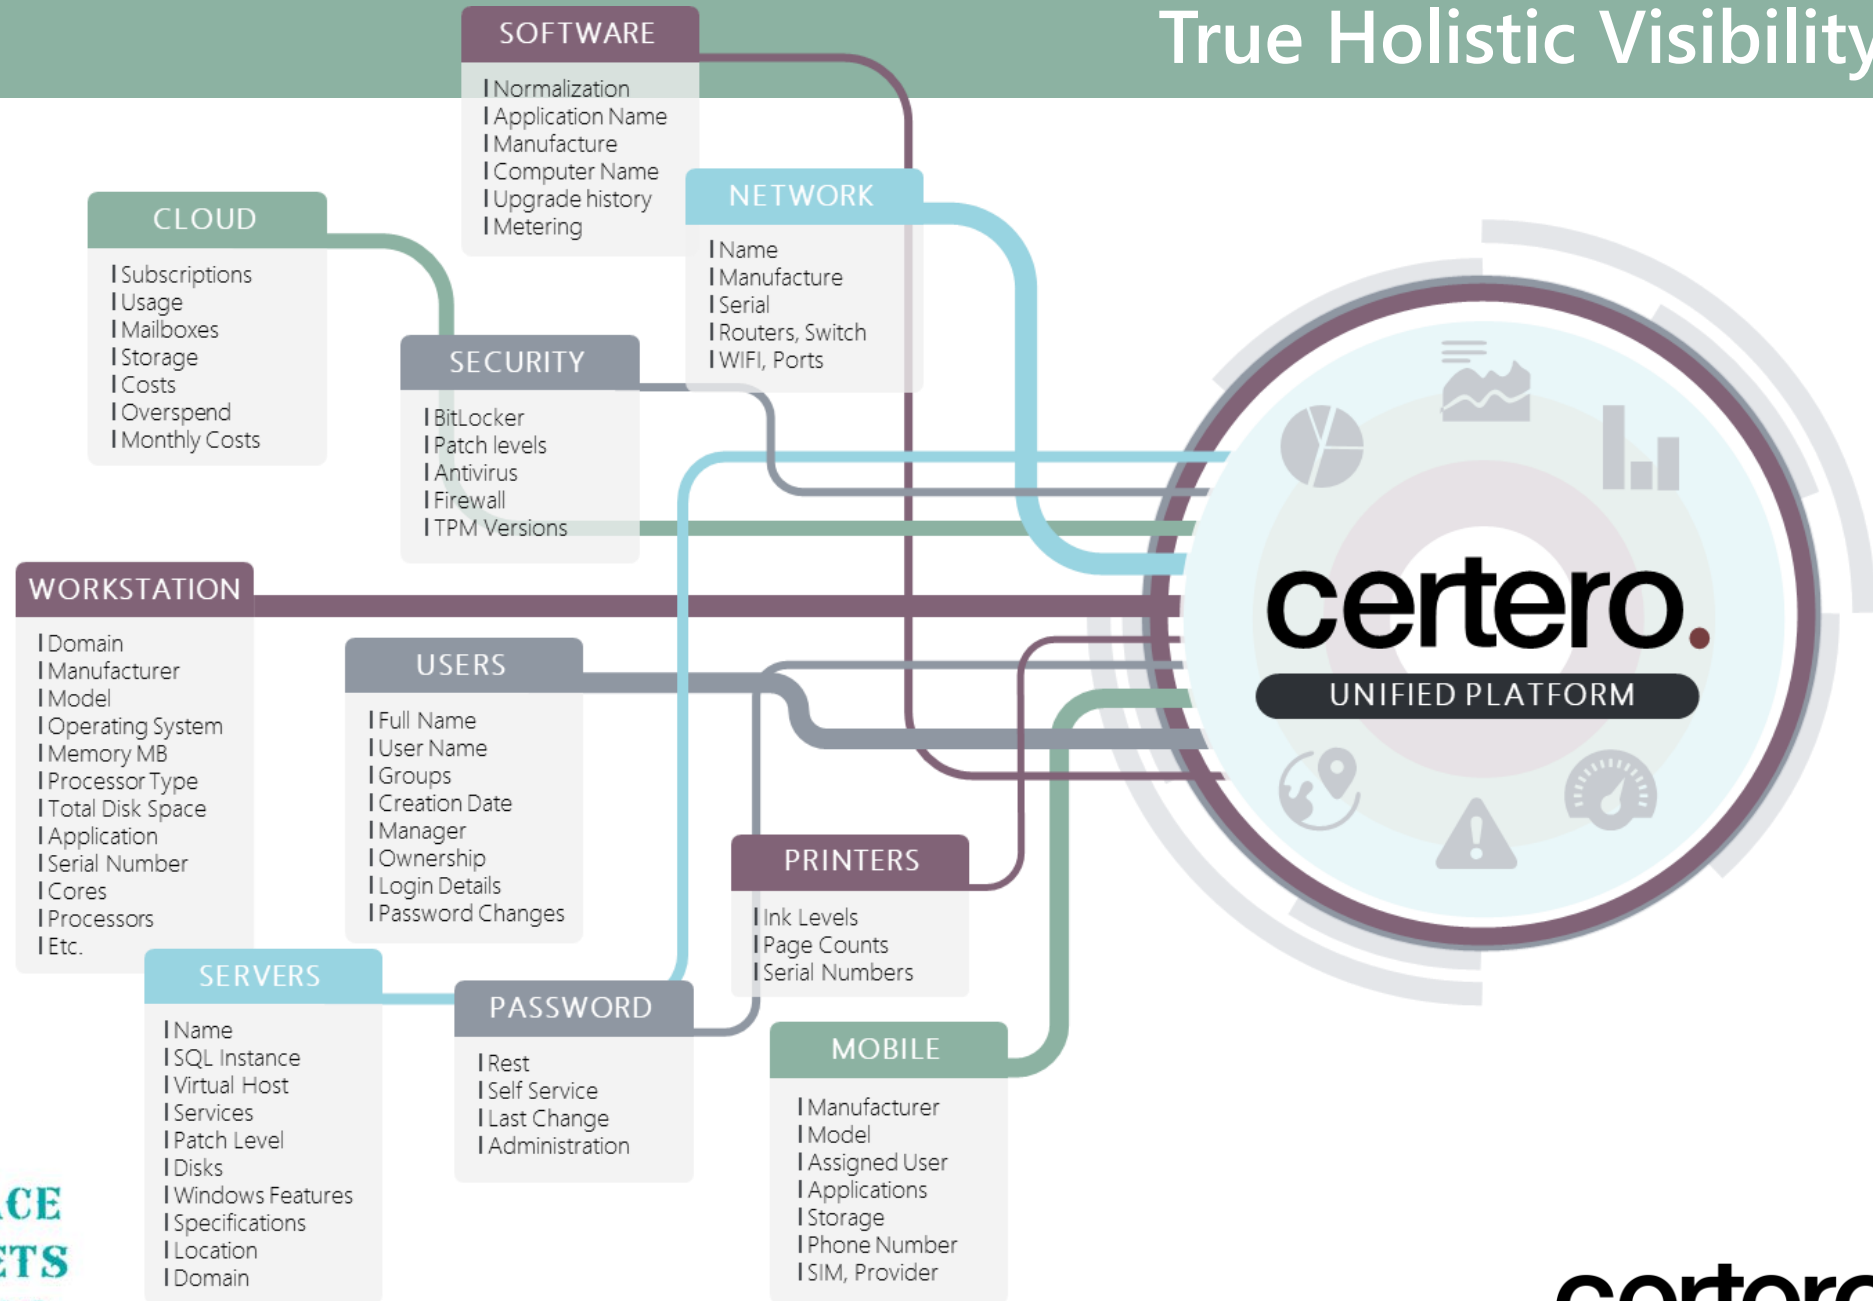 True Holistic Visibility
SOFTWARE
Normalization
Application Name
Manufacture
Computer Name
Upgrade history
Metering
NETWORK
Name
Manufacture
Serial
Routers, Switch
WIFI, Ports
CLOUD
Subscriptions
Usage
Mailboxes
Storage
Costs
Overspend
Monthly Costs
SECURITY
BitLocker
Patch levels
Antivirus
Firewall
TPM Versions
WORKSTATION
Domain
Manufacturer
Model
Operating System
Memory MB
Processor Type
Total Disk Space
Application
Serial Number
Cores
Processors
Etc.
USERS
Full Name
User Name
Groups
Creation Date
Manager
Ownership
Login Details
Password Changes
certero.
UNIFIED PLATFORM
PRINTERS
Ink Levels
Page Counts
Serial Numbers
SERVERS
Name
SQL Instance
Virtual Host
Services
Patch Level
Disks
Windows Features
Specifications
Location
Domain
PASSWORD
Rest
Self Service
Last Change
Administration
MOBILE
Manufacturer
Model
Assigned User
Applications
Storage
Phone Number
SIM, Provider